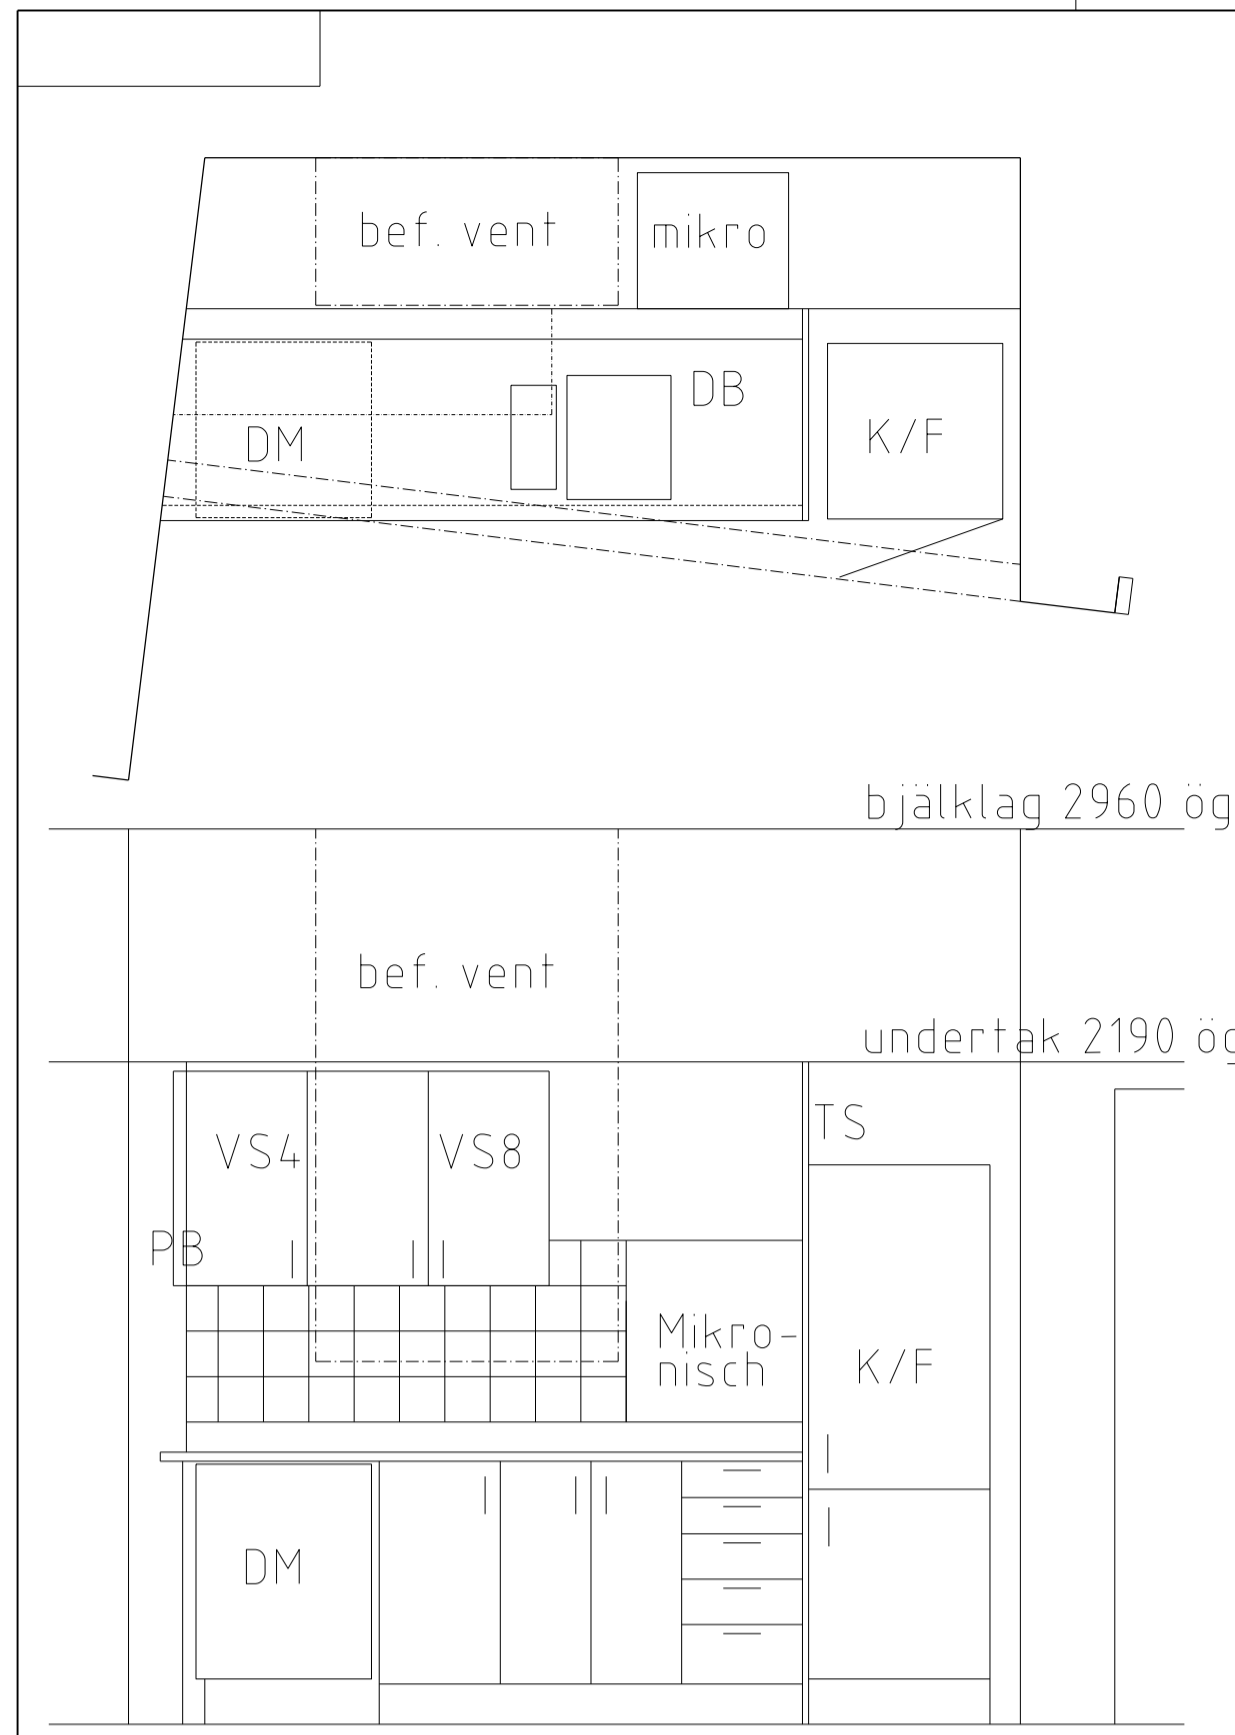 bef. vent
mikro
DB
DM
K/F
bjälklag 2960 ög
bef. vent
undertak 2190 ög
TS
VS4
VS8
PB
Mikro-
nisch
K/F
DM